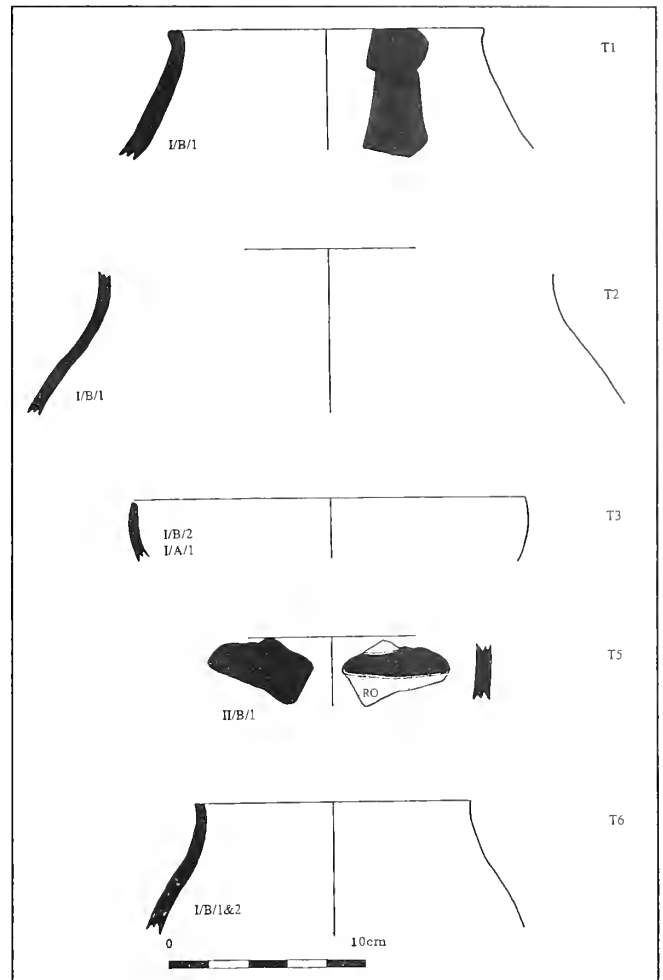 T1
I/B/1
T2
I/B/1
T3
I/B/2
I/A/1
T5
RO
II/B/1
T6
I/B/1&2
0 10cm